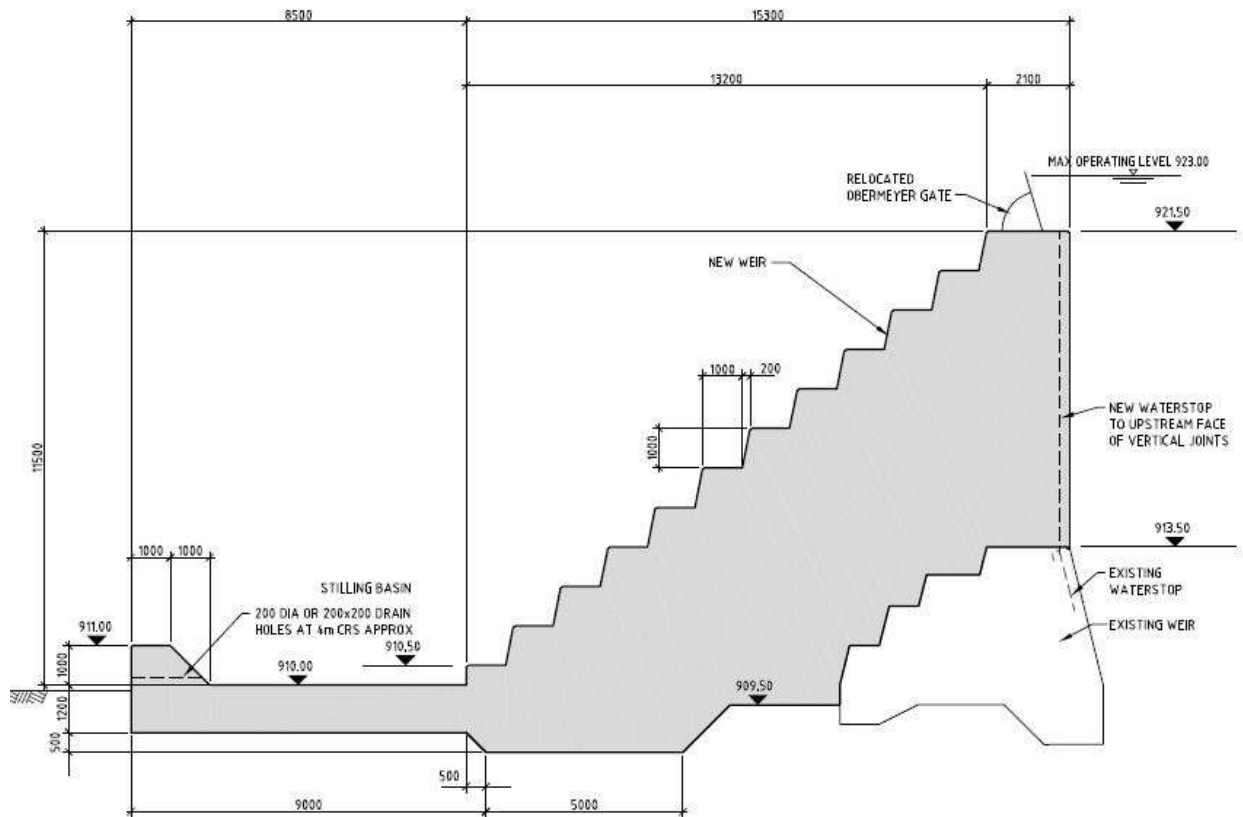 8500
15300
13200
2100
MAX OPERATING LEVEL 923.00
RELOCATED
OBERMEYER GATE
921.50
NEW WEIR
1000
200
1000
11500
NEW WATERSTOP
TO UPSTREAM FACE
OF VERTICAL JOINTS
913.50
1000
1000
STILLING BASIN
200 DIA OR 200x200 DRAIN
HOLES AT 4m CRS APPROX
EXISTING
WATERSTOP
911.00
910.50
EXISTING WEIR
1000
910.00
909.50
1200
500
500
9000
5000